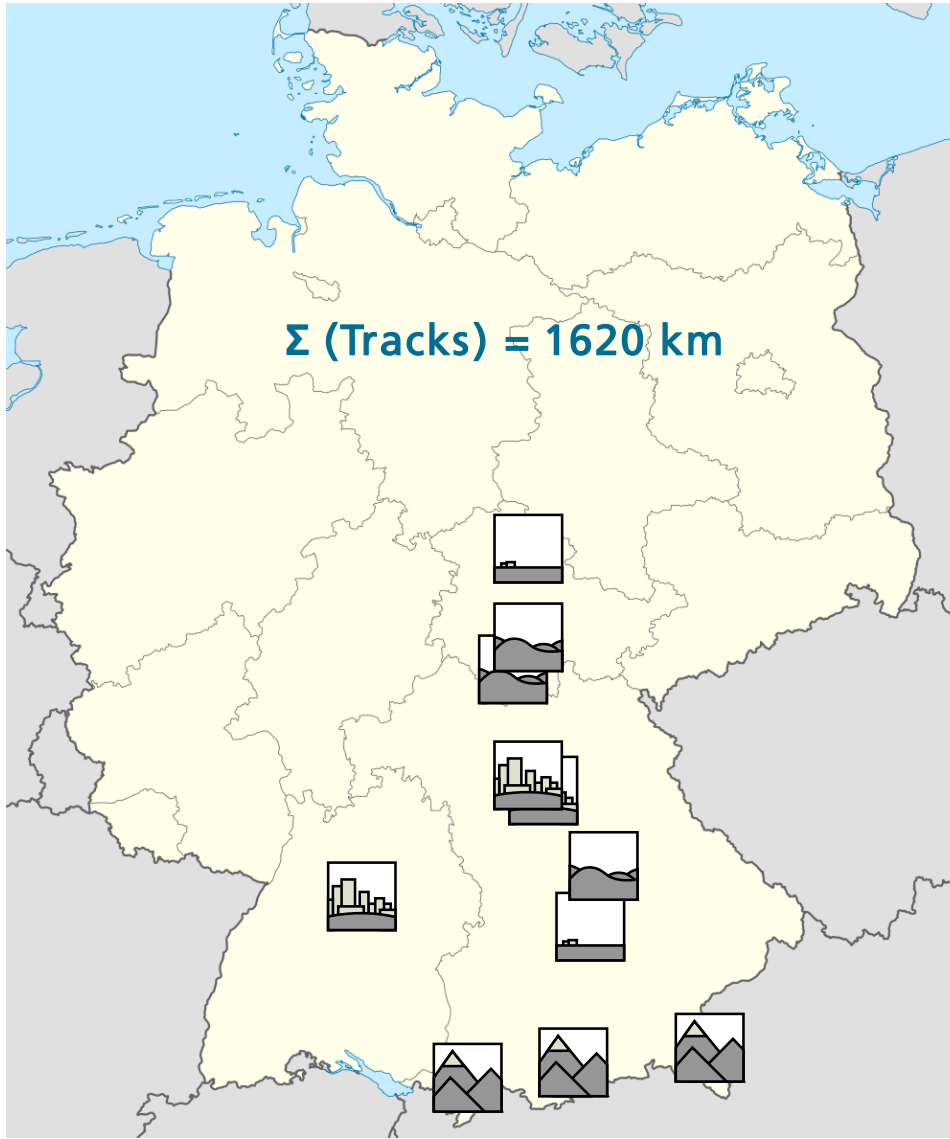 Σ (Tracks) = 1620 km